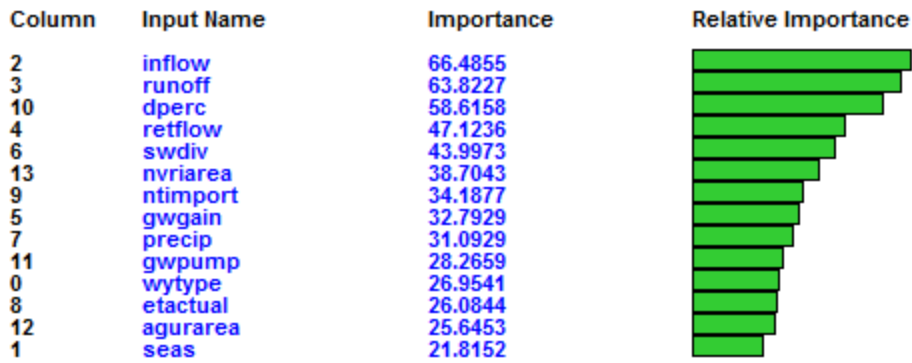 Column Input Name Importance Relative Importance
2 inflow 66.4855
3 runoff 63.8227
10 dperc 58.6158
4 retflow 47.1236
6 swdiv 43.9973
13 nvriarea 38.7043
9 ntimport 34.1877
5 gwgain 32.7929
7 precip 31.0929
11 gwpump 28.2659
0 wytype 26.9541
8 etactual 26.0844
12 agurarea 25.6453
1 seas 21.8152